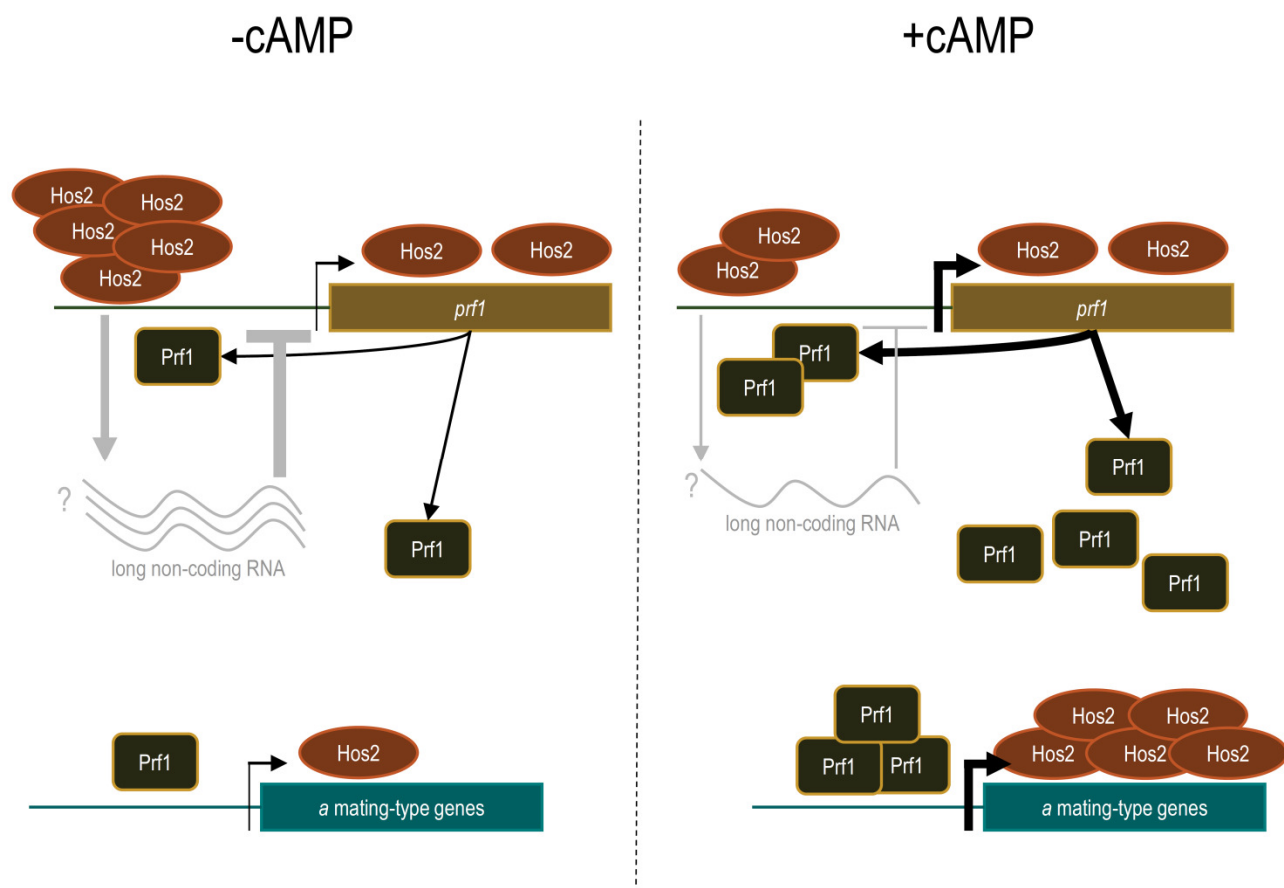 -cAMP
+cAMP
Hos2
Hos2
Hos2
Hos2
Hos2
Hos2
Hos2
prf1
Prf1
?
long non-coding RNA
Prf1
Prf1
Hos2
a mating-type genes
Hos2
Hos2
Hos2
Hos2
prf1
Prf1
Prf1
Prf1
?
long non-coding RNA
Prf1
Prf1
Prf1
Prf1
Hos2
Hos2
Prf1
Prf1
Hos2
Hos2
Hos2
a mating-type genes